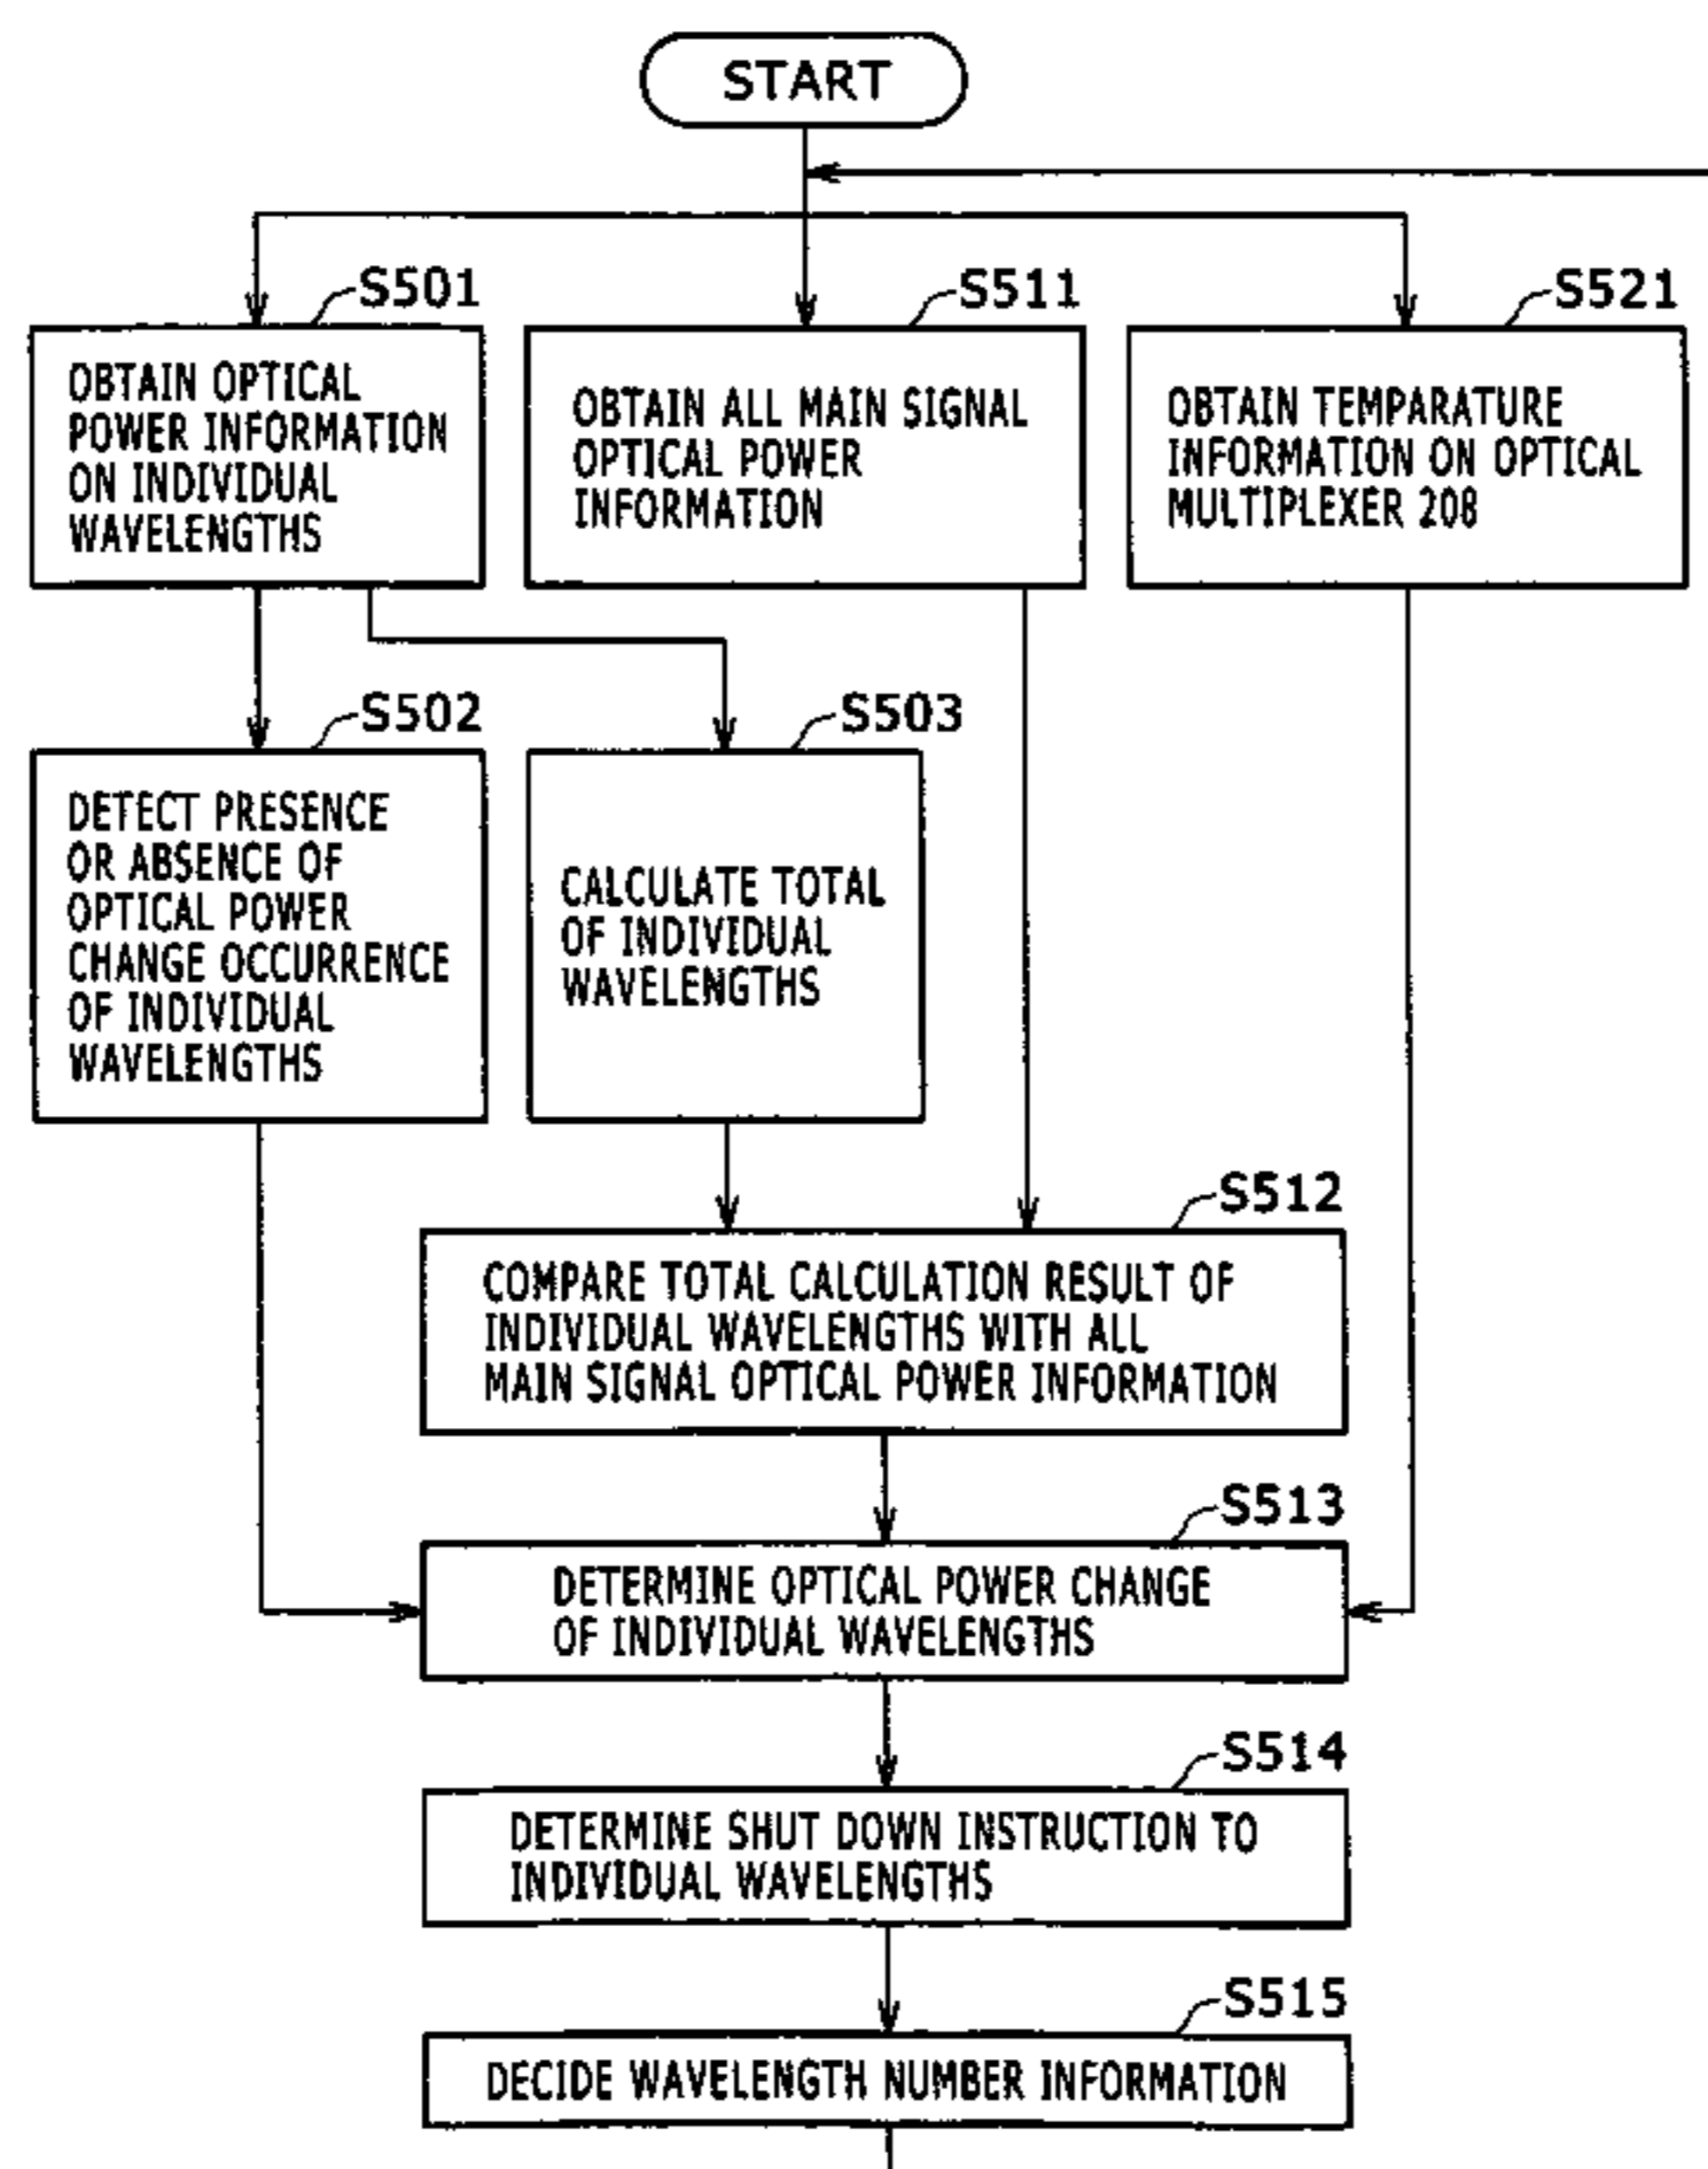 START
S501
OBTAIN OPTICAL
POWER INFORMATION
ON INDIVIDUAL
WAVELENGTHS
S511
OBTAIN ALL MAIN SIGNAL
OPTICAL POWER
INFORMATION
S521
OBTAIN TEMPARATURE
INFORMATION ON OPTICAL
MULTIPLEXER 208
S502
DETECT PRESENCE
OR ABSENCE OF
OPTICAL POWER
CHANGE OCCURRENCE
OF INDIVIDUAL
WAVELENGTHS
S503
CALCULATE TOTAL
OF INDIVIDUAL
WAVELENGTHS
S512
COMPARE TOTAL CALCULATION RESULT OF
INDIVIDUAL WAVELENGTHS WITH ALL
MAIN SIGNAL OPTICAL POWER INFORMATION
S513
DETERMINE OPTICAL POWER CHANGE
OF INDIVIDUAL WAVELENGTHS
S514
DETERMINE SHUT DOWN INSTRUCTION TO
INDIVIDUAL WAVELENGTHS
S515
DECIDE WAVELENGTH NUMBER INFORMATION